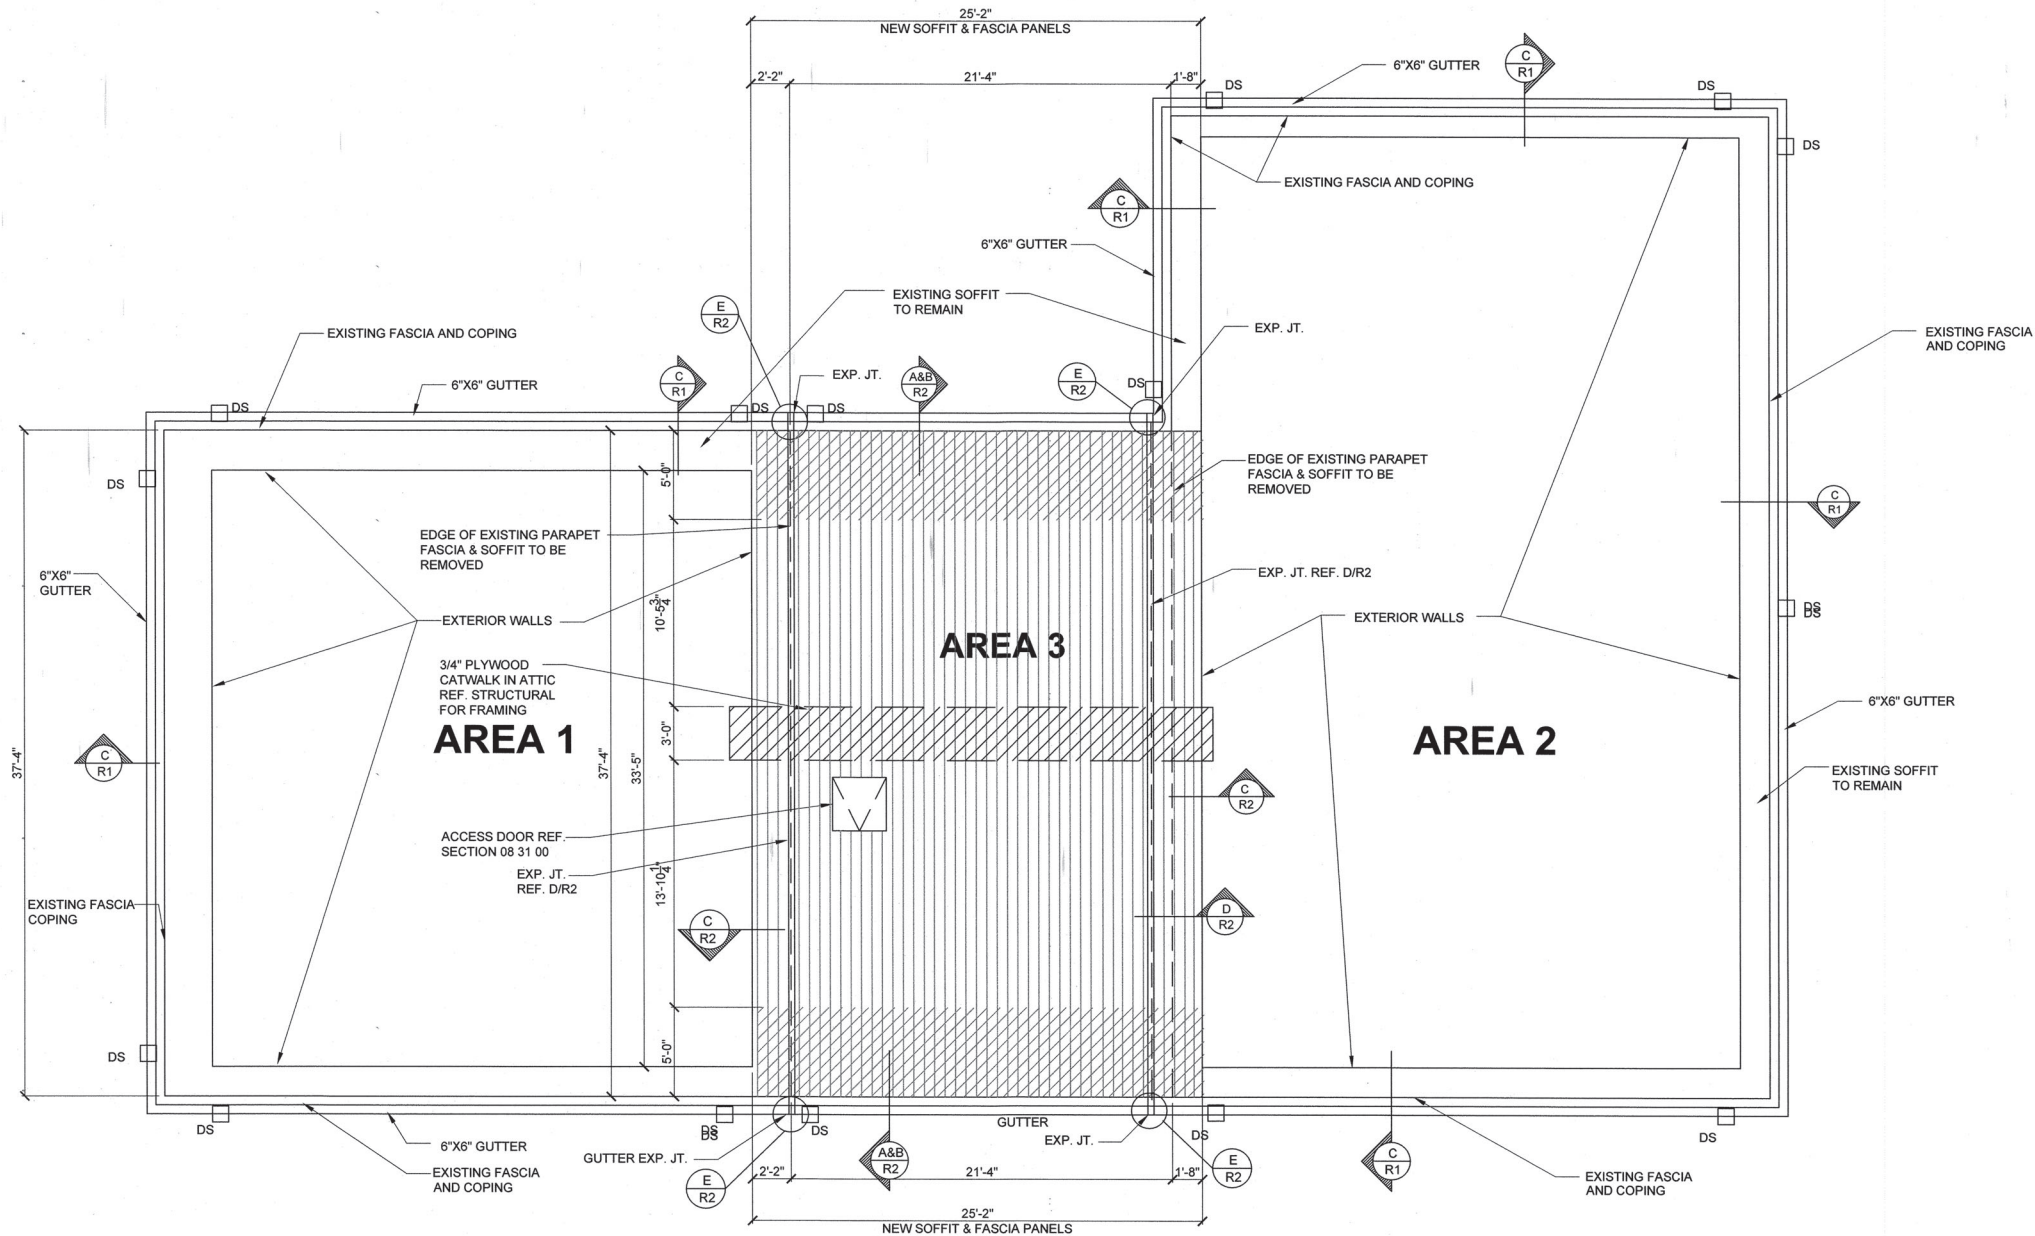 25'-2"
NEW SOFFIT & FASCIA PANELS
2'-2"
21'-4"
1'-8"
6"X6" GUTTER
C
R1
DS
DS
DS
EXISTING FASCIA AND COPING
C
R1
6"X6" GUTTER
EXISTING SOFFIT
TO REMAIN
E
R2
EXP. JT.
EXISTING FASCIA AND COPING
EXISTING FASCIA
AND COPING
6"X6" GUTTER
C
R1
EXP. JT.
A&B
R2
E
R2
DS
DS
DS
DS
EDGE OF EXISTING PARAPET
FASCIA & SOFFIT TO BE
REMOVED
5'-0"
DS
C
R1
EDGE OF EXISTING PARAPET
FASCIA & SOFFIT TO BE
REMOVED
6"X6"
GUTTER
EXP. JT. REF. D/R2
10'-5 3/4"
EXTERIOR WALLS
EXTERIOR WALLS
DS
DS
AREA 3
3/4" PLYWOOD
CATWALK IN ATTIC
REF. STRUCTURAL
FOR FRAMING
6"X6" GUTTER
AREA 1
AREA 2
3'-0"
37'-4"
37'-4"
33'-5"
C
R1
EXISTING SOFFIT
TO REMAIN
C
R2
ACCESS DOOR REF.
SECTION 08 31 00
EXP. JT.
REF. D/R2
13'-10 1/4"
EXISTING FASCIA
COPING
C
R2
D
R2
5'-0"
DS
DS
DS
DS
DS
GUTTER
EXP. JT.
DS
DS
6"X6" GUTTER
GUTTER EXP. JT.
A&B
R2
C
R1
EXISTING FASCIA
AND COPING
E
R2
2'-2"
21'-4"
1'-8"
E
R2
EXISTING FASCIA
AND COPING
25'-2"
NEW SOFFIT & FASCIA PANELS